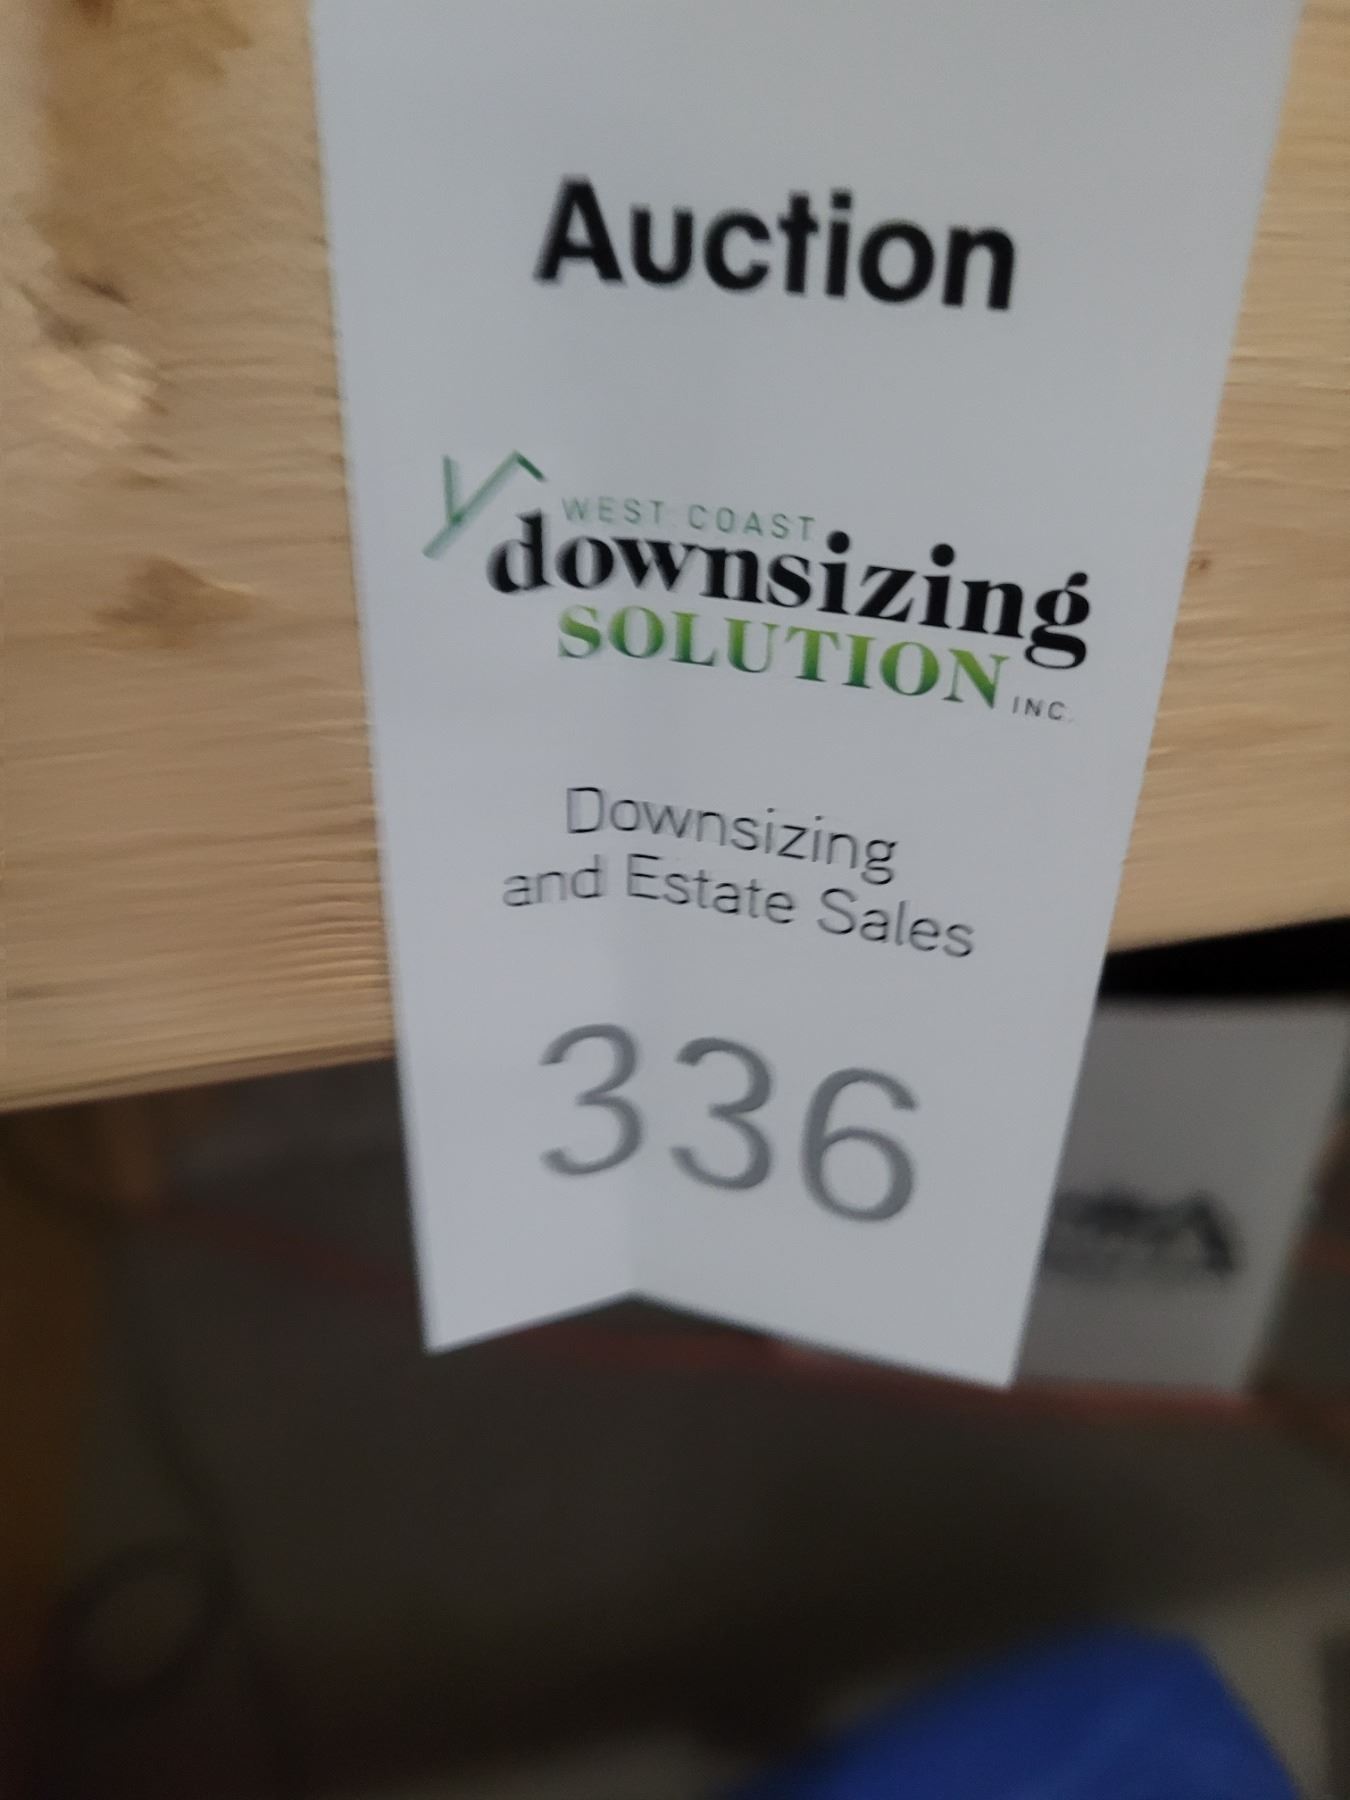 Auction
WEST COAST
downsizing
SOLUTION INC.
Downsizing
and Estate Sales
336